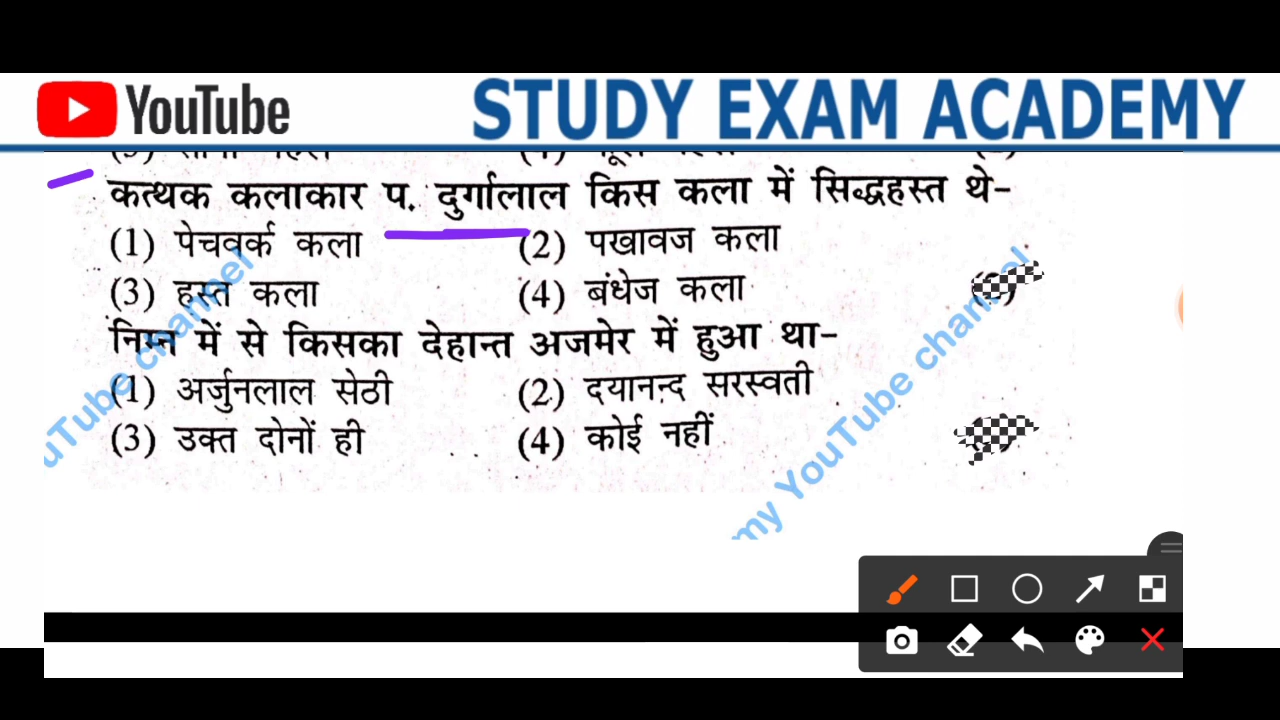 YouTube STUDY EXAM ACADEMY
कत्थक कलाकार प. दुर्गालाल किस कला में सिद्धहस्त थे-
(1) पेचवर्क कला (2) पखावज कला
(3) हस्त कला (4) बंधेज कला
निम्न में से किसका देहान्त अजमेर में हुआ था-
(1) अर्जुनलाल सेठी (2) दयानन्द सरस्वती
(3) उक्त दोनों ही (4) कोई नहीं
uTube channel
my YouTube channel